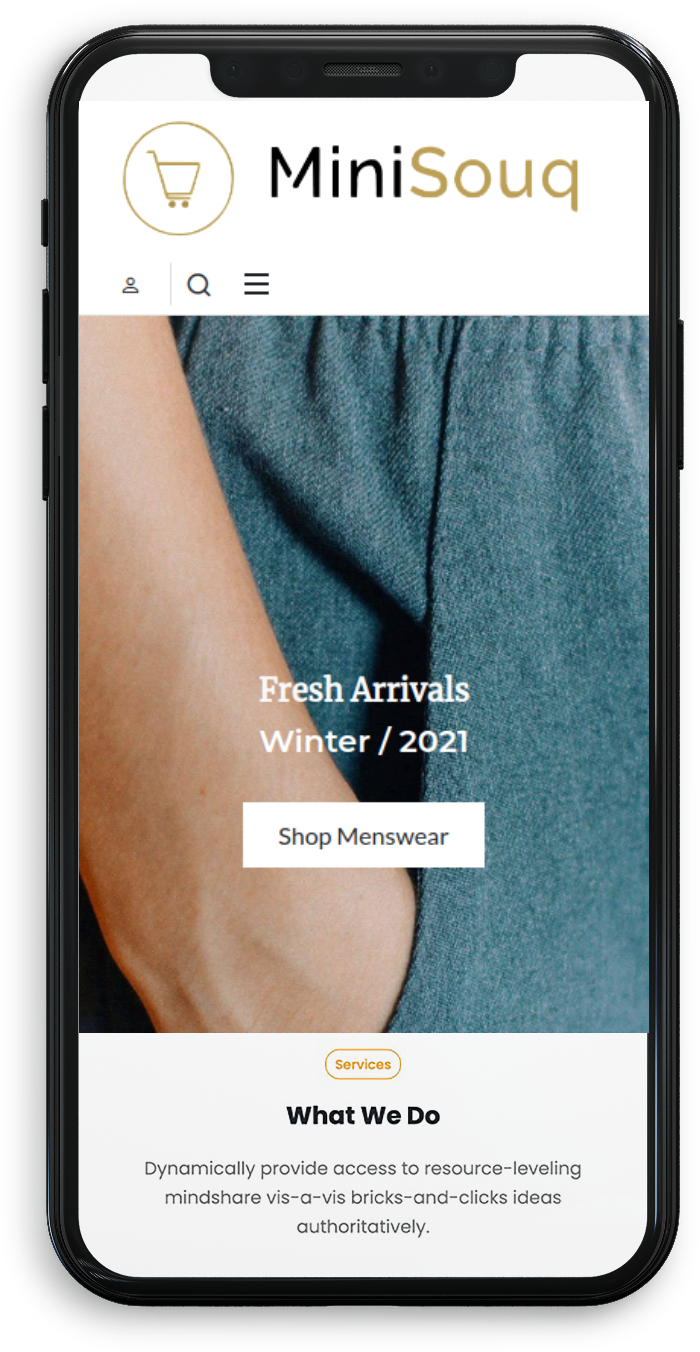 MiniSouq
Fresh Arrivals
Winter / 2021
Shop Menswear
Services
What We Do
Dynamically provide access to resource-leveling
mindshare vis-a-vis bricks-and-clicks ideas
authoritatively.